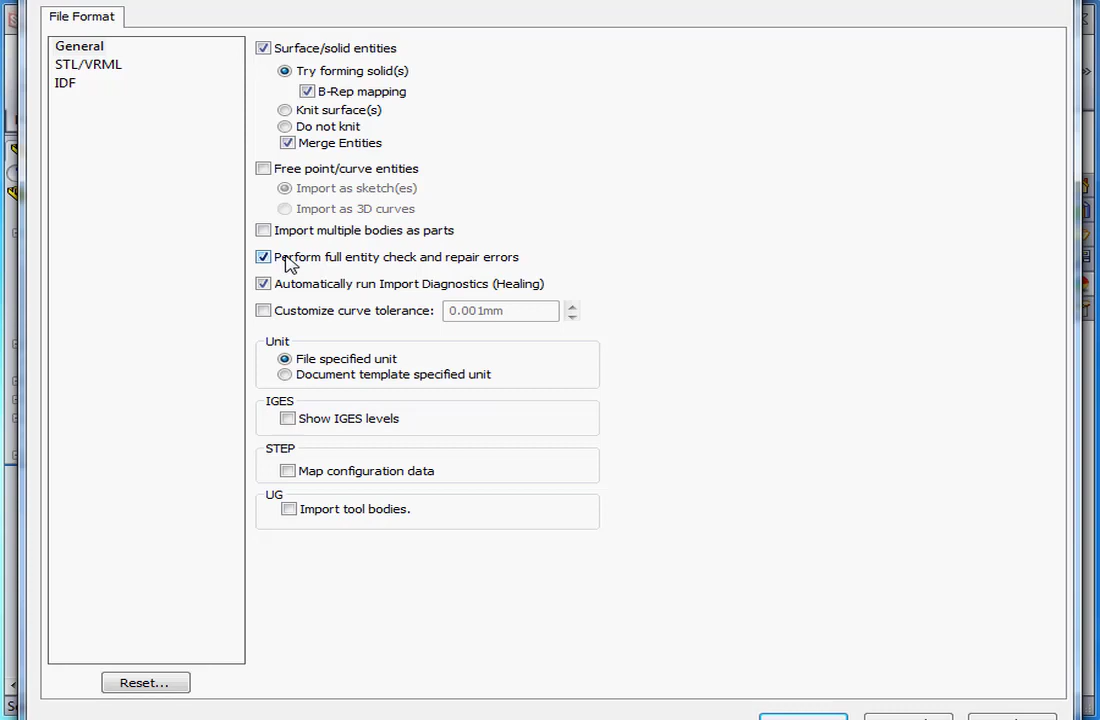 File Format
General
STL/VRML
IDF
Surface/solid entities
Try forming solid(s)
B-Rep mapping
Knit surface(s)
Do not knit
Merge Entities
Free point/curve entities
Import as sketch(es)
Import as 3D curves
Import multiple bodies as parts
Perform full entity check and repair errors
Automatically run Import Diagnostics (Healing)
Customize curve tolerance: 0.001mm
Unit
File specified unit
Document template specified unit
IGES
Show IGES levels
STEP
Map configuration data
UG
Import tool bodies.
Reset...